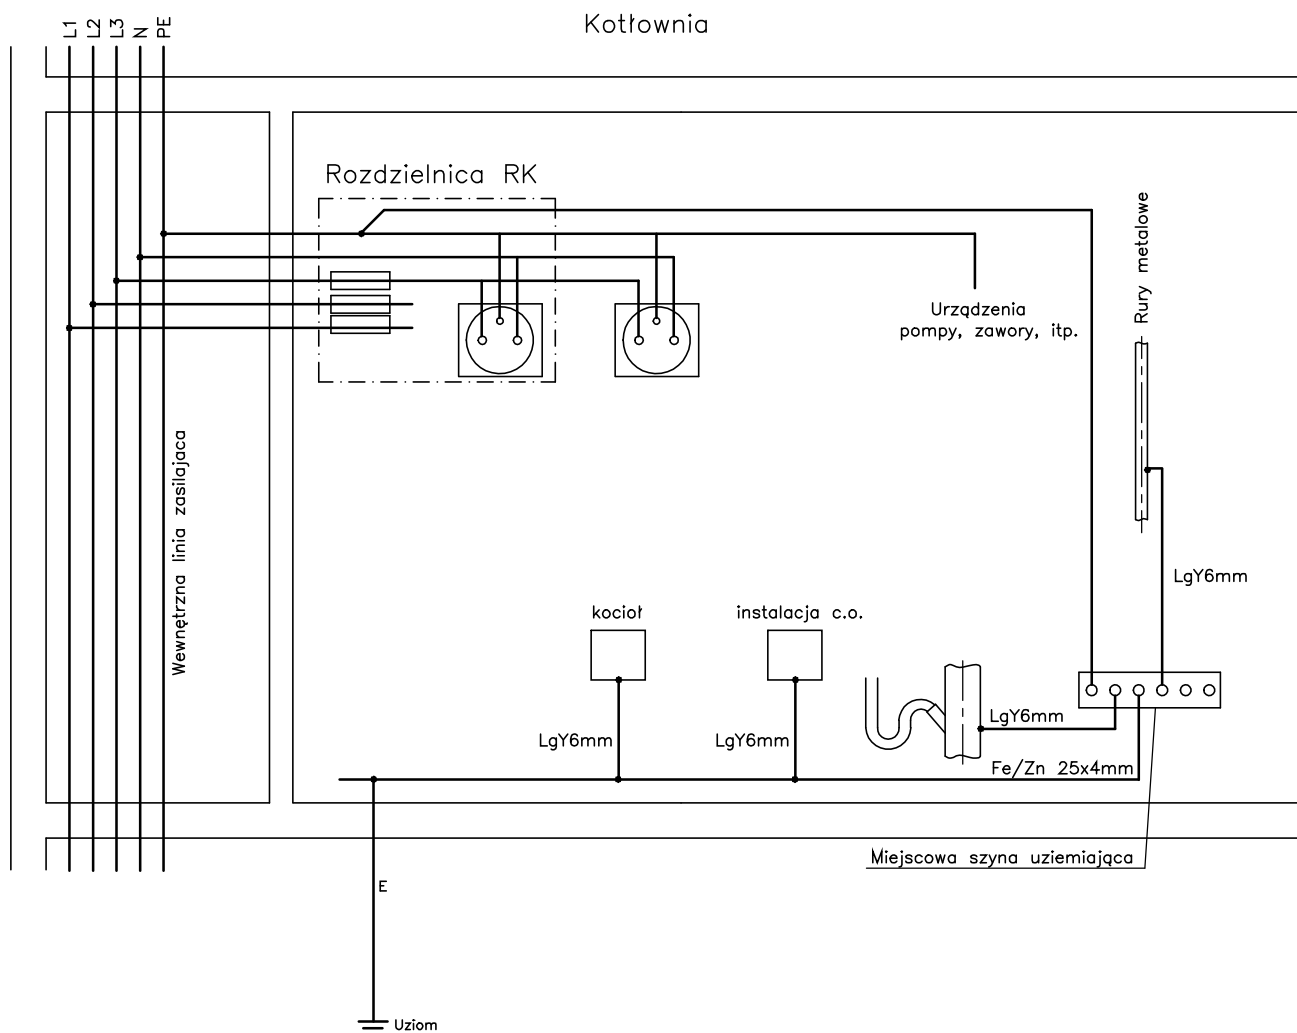 Kotłownia
L1
L2
L3
N
PE
Rozdzielnica RK
Rury metalowe
Urządzenia
pompy, zawory, itp.
Wewnętrzna linia zasilajaca
LgY6mm
kocioł
instalacja c.o.
LgY6mm
LgY6mm
LgY6mm
Fe/Zn 25x4mm
Miejscowa szyna uziemiająca
E
Uziom